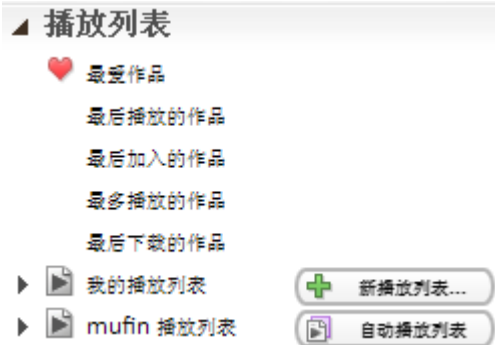 播放列表
最爱作品
最后播放的作品
最后加入的作品
最多播放的作品
最后下载的作品
我的播放列表 新播放列表...
mufin 播放列表 自动播放列表